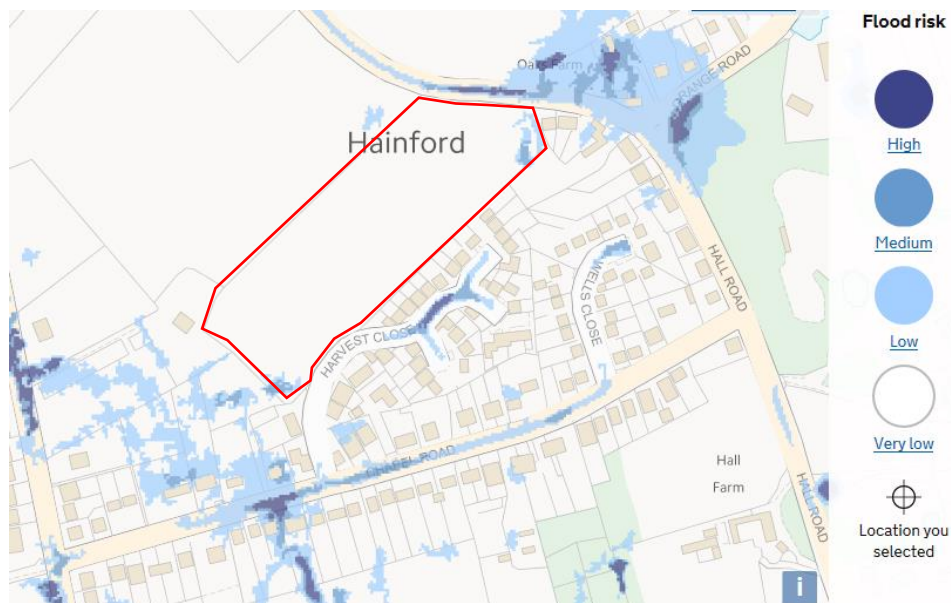 Flood risk
High
Medium
Low
Very low
Location you
selected
Oaks Farm
GRANGE ROAD
Hainford
HALL ROAD
WELLS CLOSE
HARVEST CLOSE
CHAPEL ROAD
Hall
Farm
HALL ROAD
i